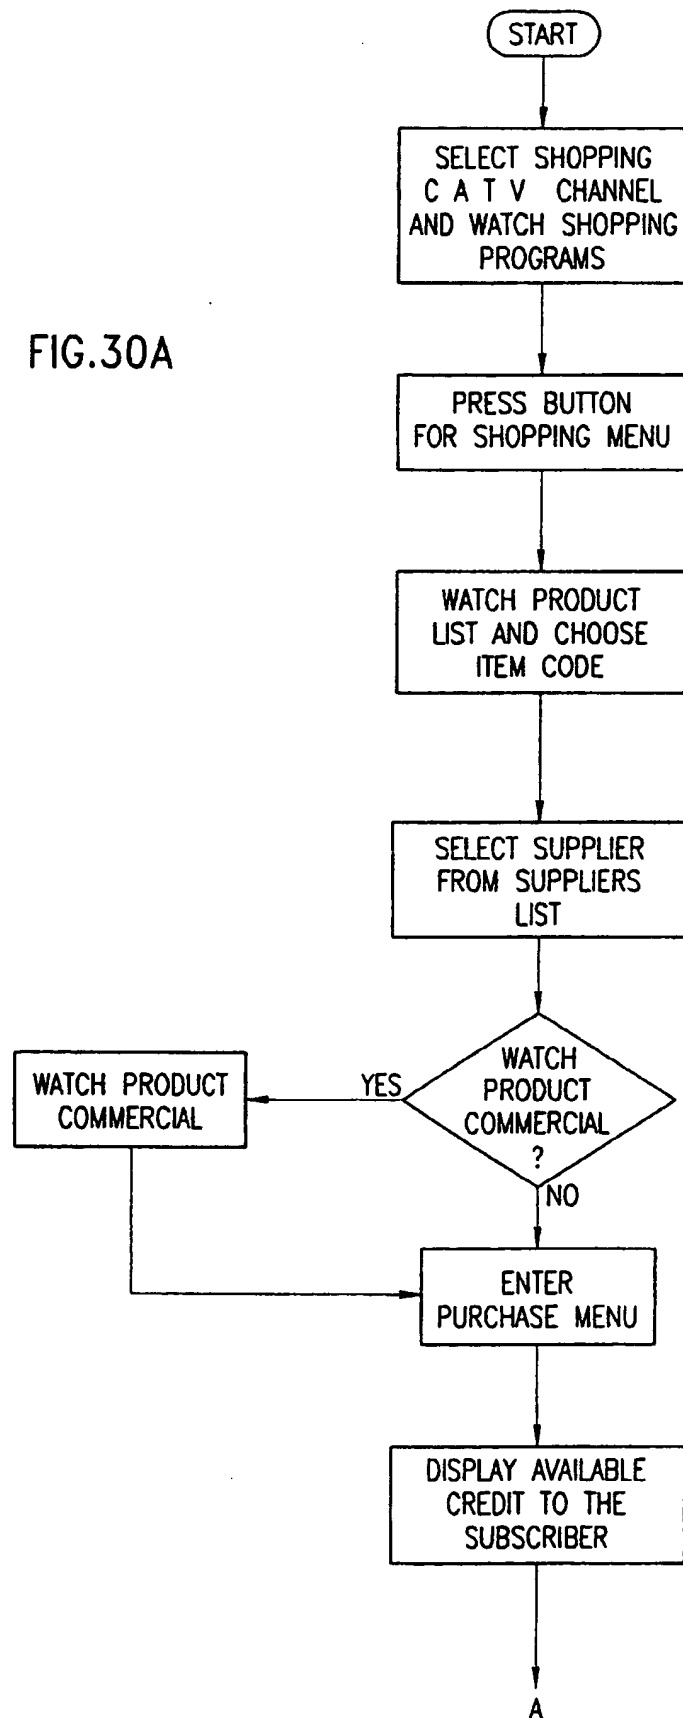 START
SELECT SHOPPING
C A T V CHANNEL
AND WATCH SHOPPING
PROGRAMS
FIG.30A
PRESS BUTTON
FOR SHOPPING MENU
WATCH PRODUCT
LIST AND CHOOSE
ITEM CODE
SELECT SUPPLIER
FROM SUPPLIERS
LIST
WATCH
PRODUCT
COMMERCIAL
?
YES
WATCH PRODUCT
COMMERCIAL
NO
ENTER
PURCHASE MENU
DISPLAY AVAILABLE
CREDIT TO THE
SUBSCRIBER
A